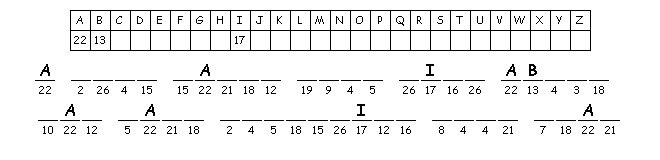 A B C D E F G H I J K L M N O P Q R S T U V W X Y Z
22 13 17
A A I A B
22 2 26 4 15 15 22 21 18 12 19 9 4 5 26 17 16 26 22 13 4 3 18
A A I A
10 22 12 5 22 21 18 2 4 5 18 15 26 17 12 16 8 4 4 21 7 18 22 21